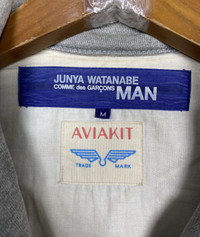 JUNYA WATANABE
COMME des GARÇONS MAN
M
AVIAKIT
TRADE MARK